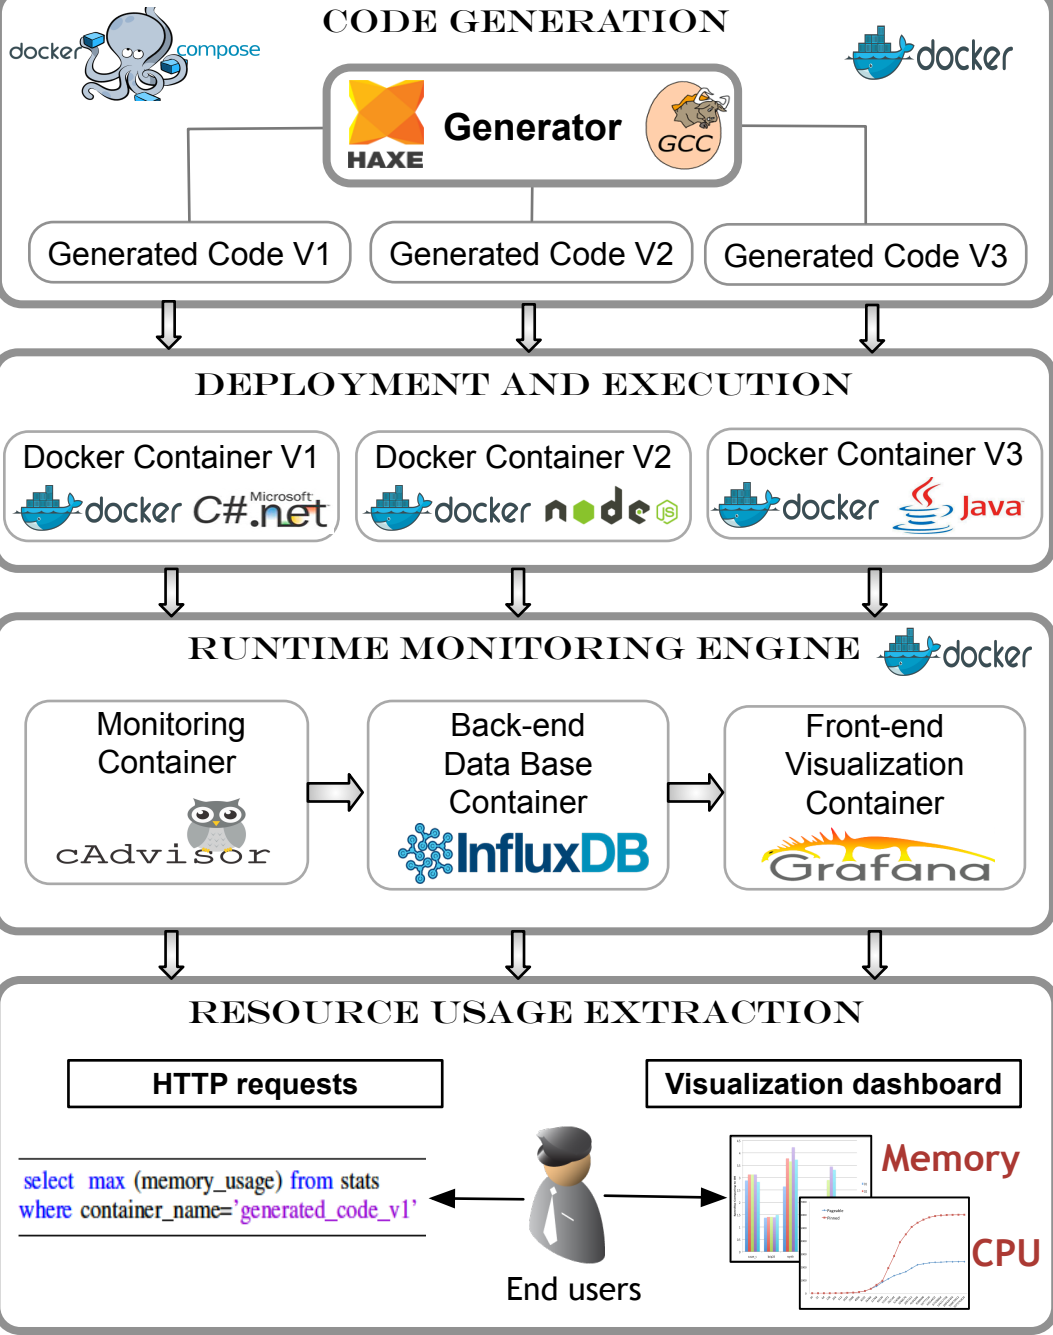 CODE GENERATION
docker compose
docker
HAXE
Generator
GCC
Generated Code V1
Generated Code V2
Generated Code V3
DEPLOYMENT AND EXECUTION
Docker Container V1
docker C# Microsoft .net
Docker Container V2
docker node JS
Docker Container V3
docker Java
RUNTIME MONITORING ENGINE
docker
Monitoring
Container
cAdvisor
Back-end
Data Base
Container
InfluxDB
Front-end
Visualization
Container
Grafana
RESOURCE USAGE EXTRACTION
HTTP requests
Visualization dashboard
select max (memory_usage) from stats
where container_name='generated_code_v1'
End users
Memory
CPU
Pageable
Pinned